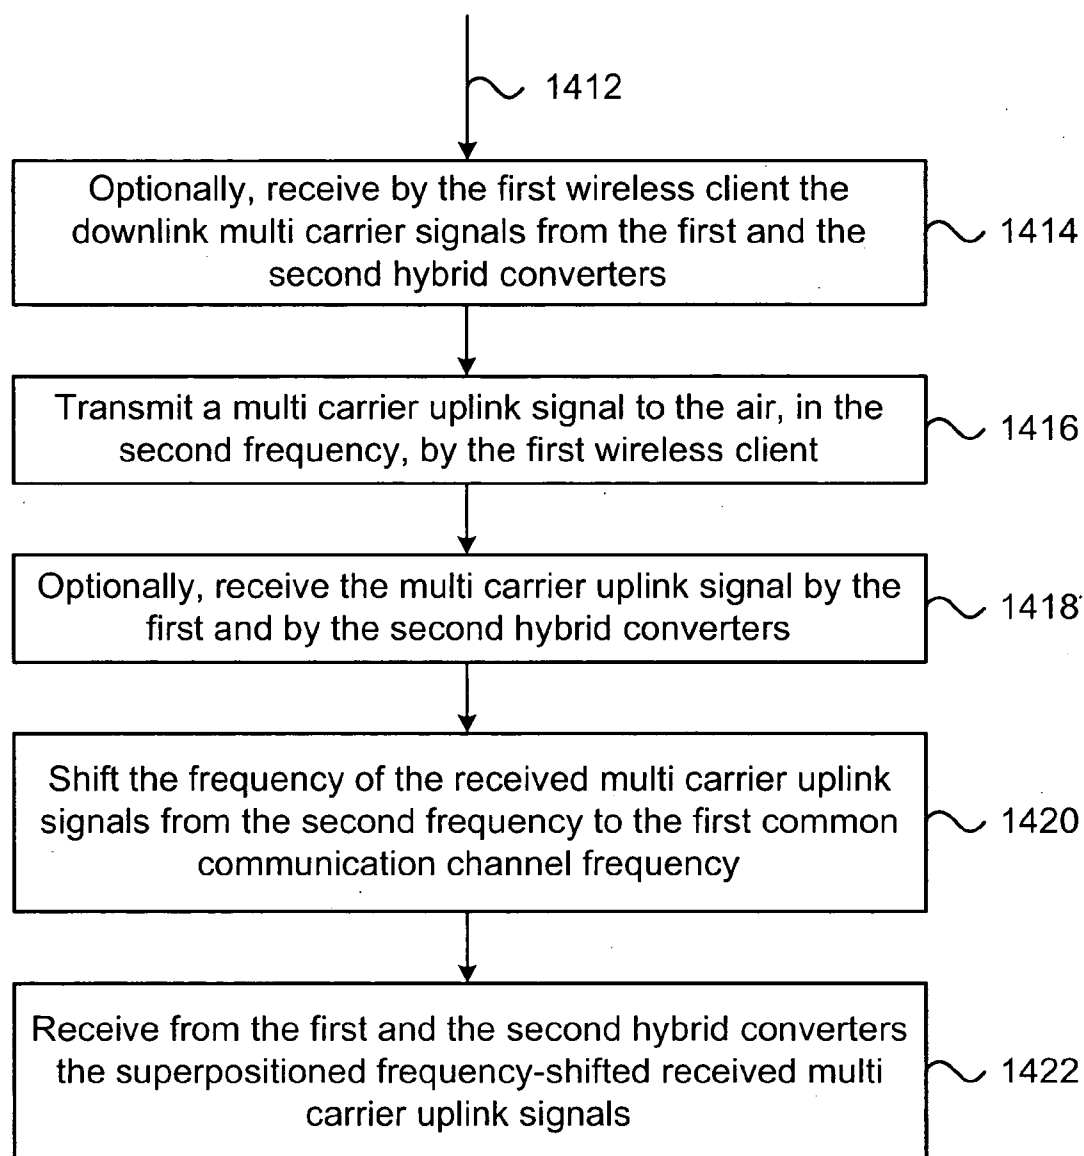 1412
Optionally, receive by the first wireless client the
downlink multi carrier signals from the first and the
second hybrid converters
1414
Transmit a multi carrier uplink signal to the air, in the
second frequency, by the first wireless client
1416
Optionally, receive the multi carrier uplink signal by the
first and by the second hybrid converters
1418
Shift the frequency of the received multi carrier uplink
signals from the second frequency to the first common
communication channel frequency
1420
Receive from the first and the second hybrid converters
the superpositioned frequency-shifted received multi
carrier uplink signals
1422